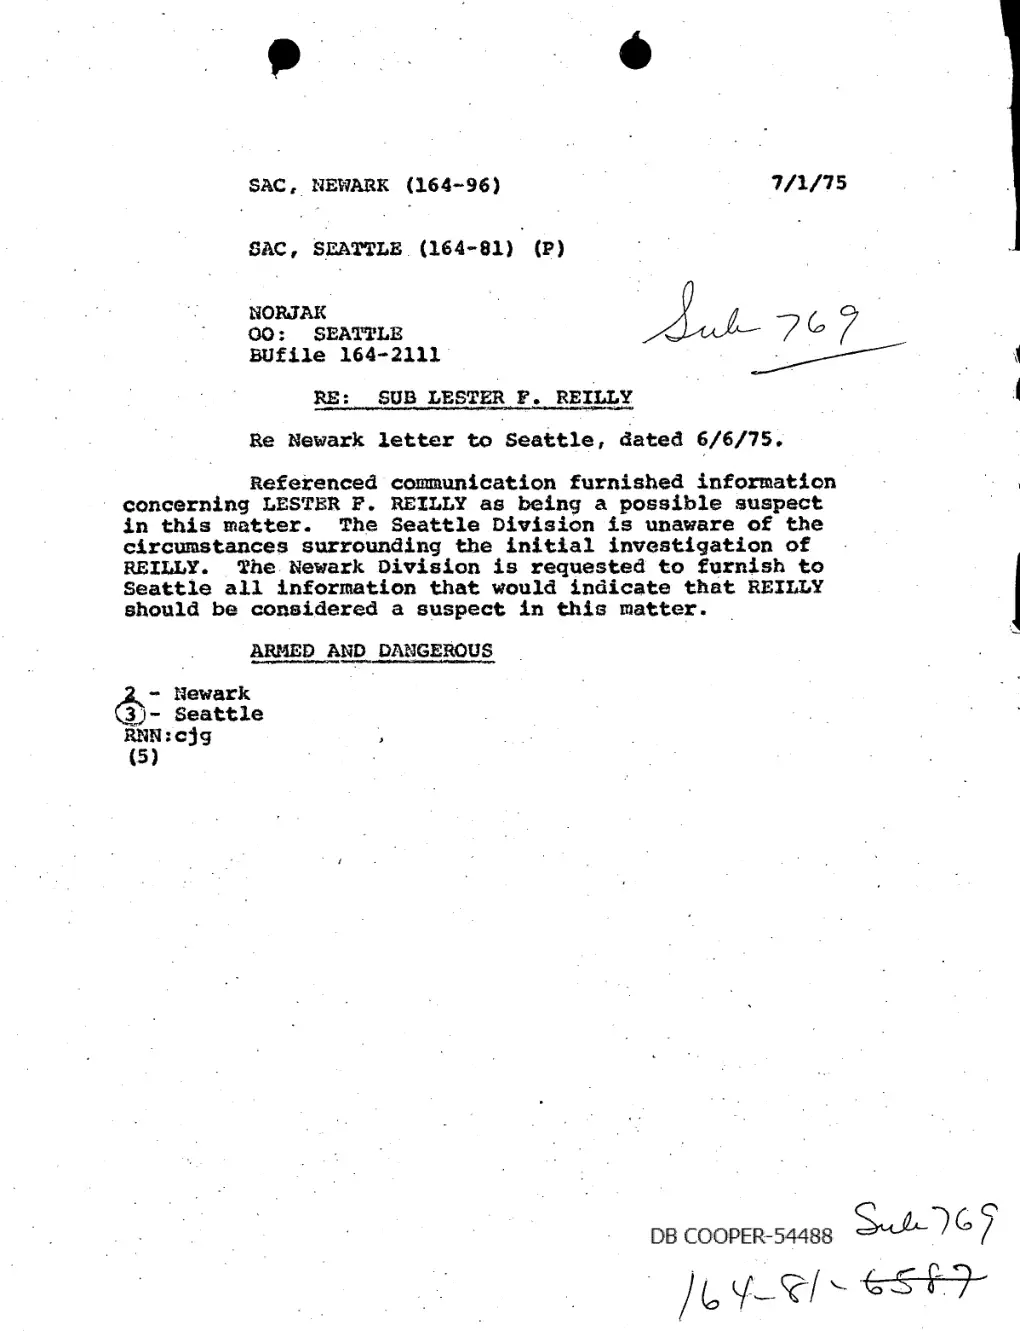 SAC, NEWARK (164-96) 7/1/75
SAC, SEATTLE (164-81) (P)
NORJAK
OO: SEATTLE
BUfile 164-2111
Sub 769
RE: SUB LESTER F. REILLY
Re Newark letter to Seattle, dated 6/6/75.
Referenced communication furnished information
concerning LESTER F. REILLY as being a possible suspect
in this matter. The Seattle Division is unaware of the
circumstances surrounding the initial investigation of
REILLY. The Newark Division is requested to furnish to
Seattle all information that would indicate that REILLY
should be considered a suspect in this matter.
ARMED AND DANGEROUS
2 - Newark
3 - Seattle
RNN:cjg
(5)
Sub 769
DB COOPER-54488
164-81-6587